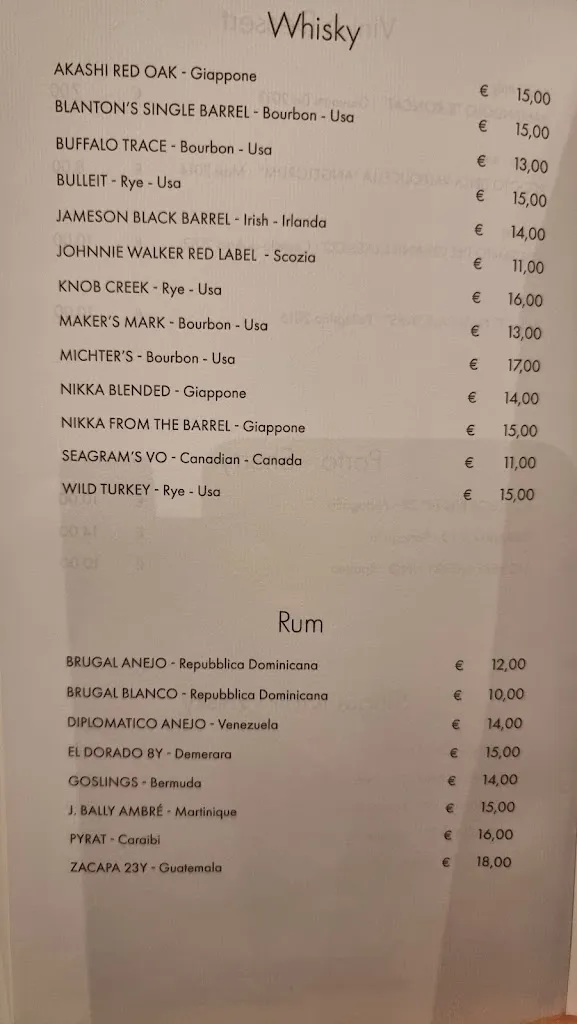 Whisky
AKASHI RED OAK - Giappone € 15,00
BLANTON'S SINGLE BARREL - Bourbon - Usa € 15,00
BUFFALO TRACE - Bourbon - Usa € 13,00
BULLEIT - Rye - Usa € 15,00
JAMESON BLACK BARREL - Irish - Irlanda € 14,00
JOHNNIE WALKER RED LABEL - Scozia € 11,00
KNOB CREEK - Rye - Usa € 16,00
MAKER'S MARK - Bourbon - Usa € 13,00
MICHTER'S - Bourbon - Usa € 17,00
NIKKA BLENDED - Giappone € 14,00
NIKKA FROM THE BARREL - Giappone € 15,00
SEAGRAM'S VO - Canadian - Canada € 11,00
WILD TURKEY - Rye - Usa € 15,00
Rum
BRUGAL ANEJO - Repubblica Dominicana € 12,00
BRUGAL BLANCO - Repubblica Dominicana € 10,00
DIPLOMATICO ANEJO - Venezuela € 14,00
EL DORADO 8Y - Demerara € 15,00
GOSLINGS - Bermuda € 14,00
J. BALLY AMBRÉ - Martinique € 15,00
PYRAT - Caraibi € 16,00
ZACAPA 23Y - Guatemala € 18,00